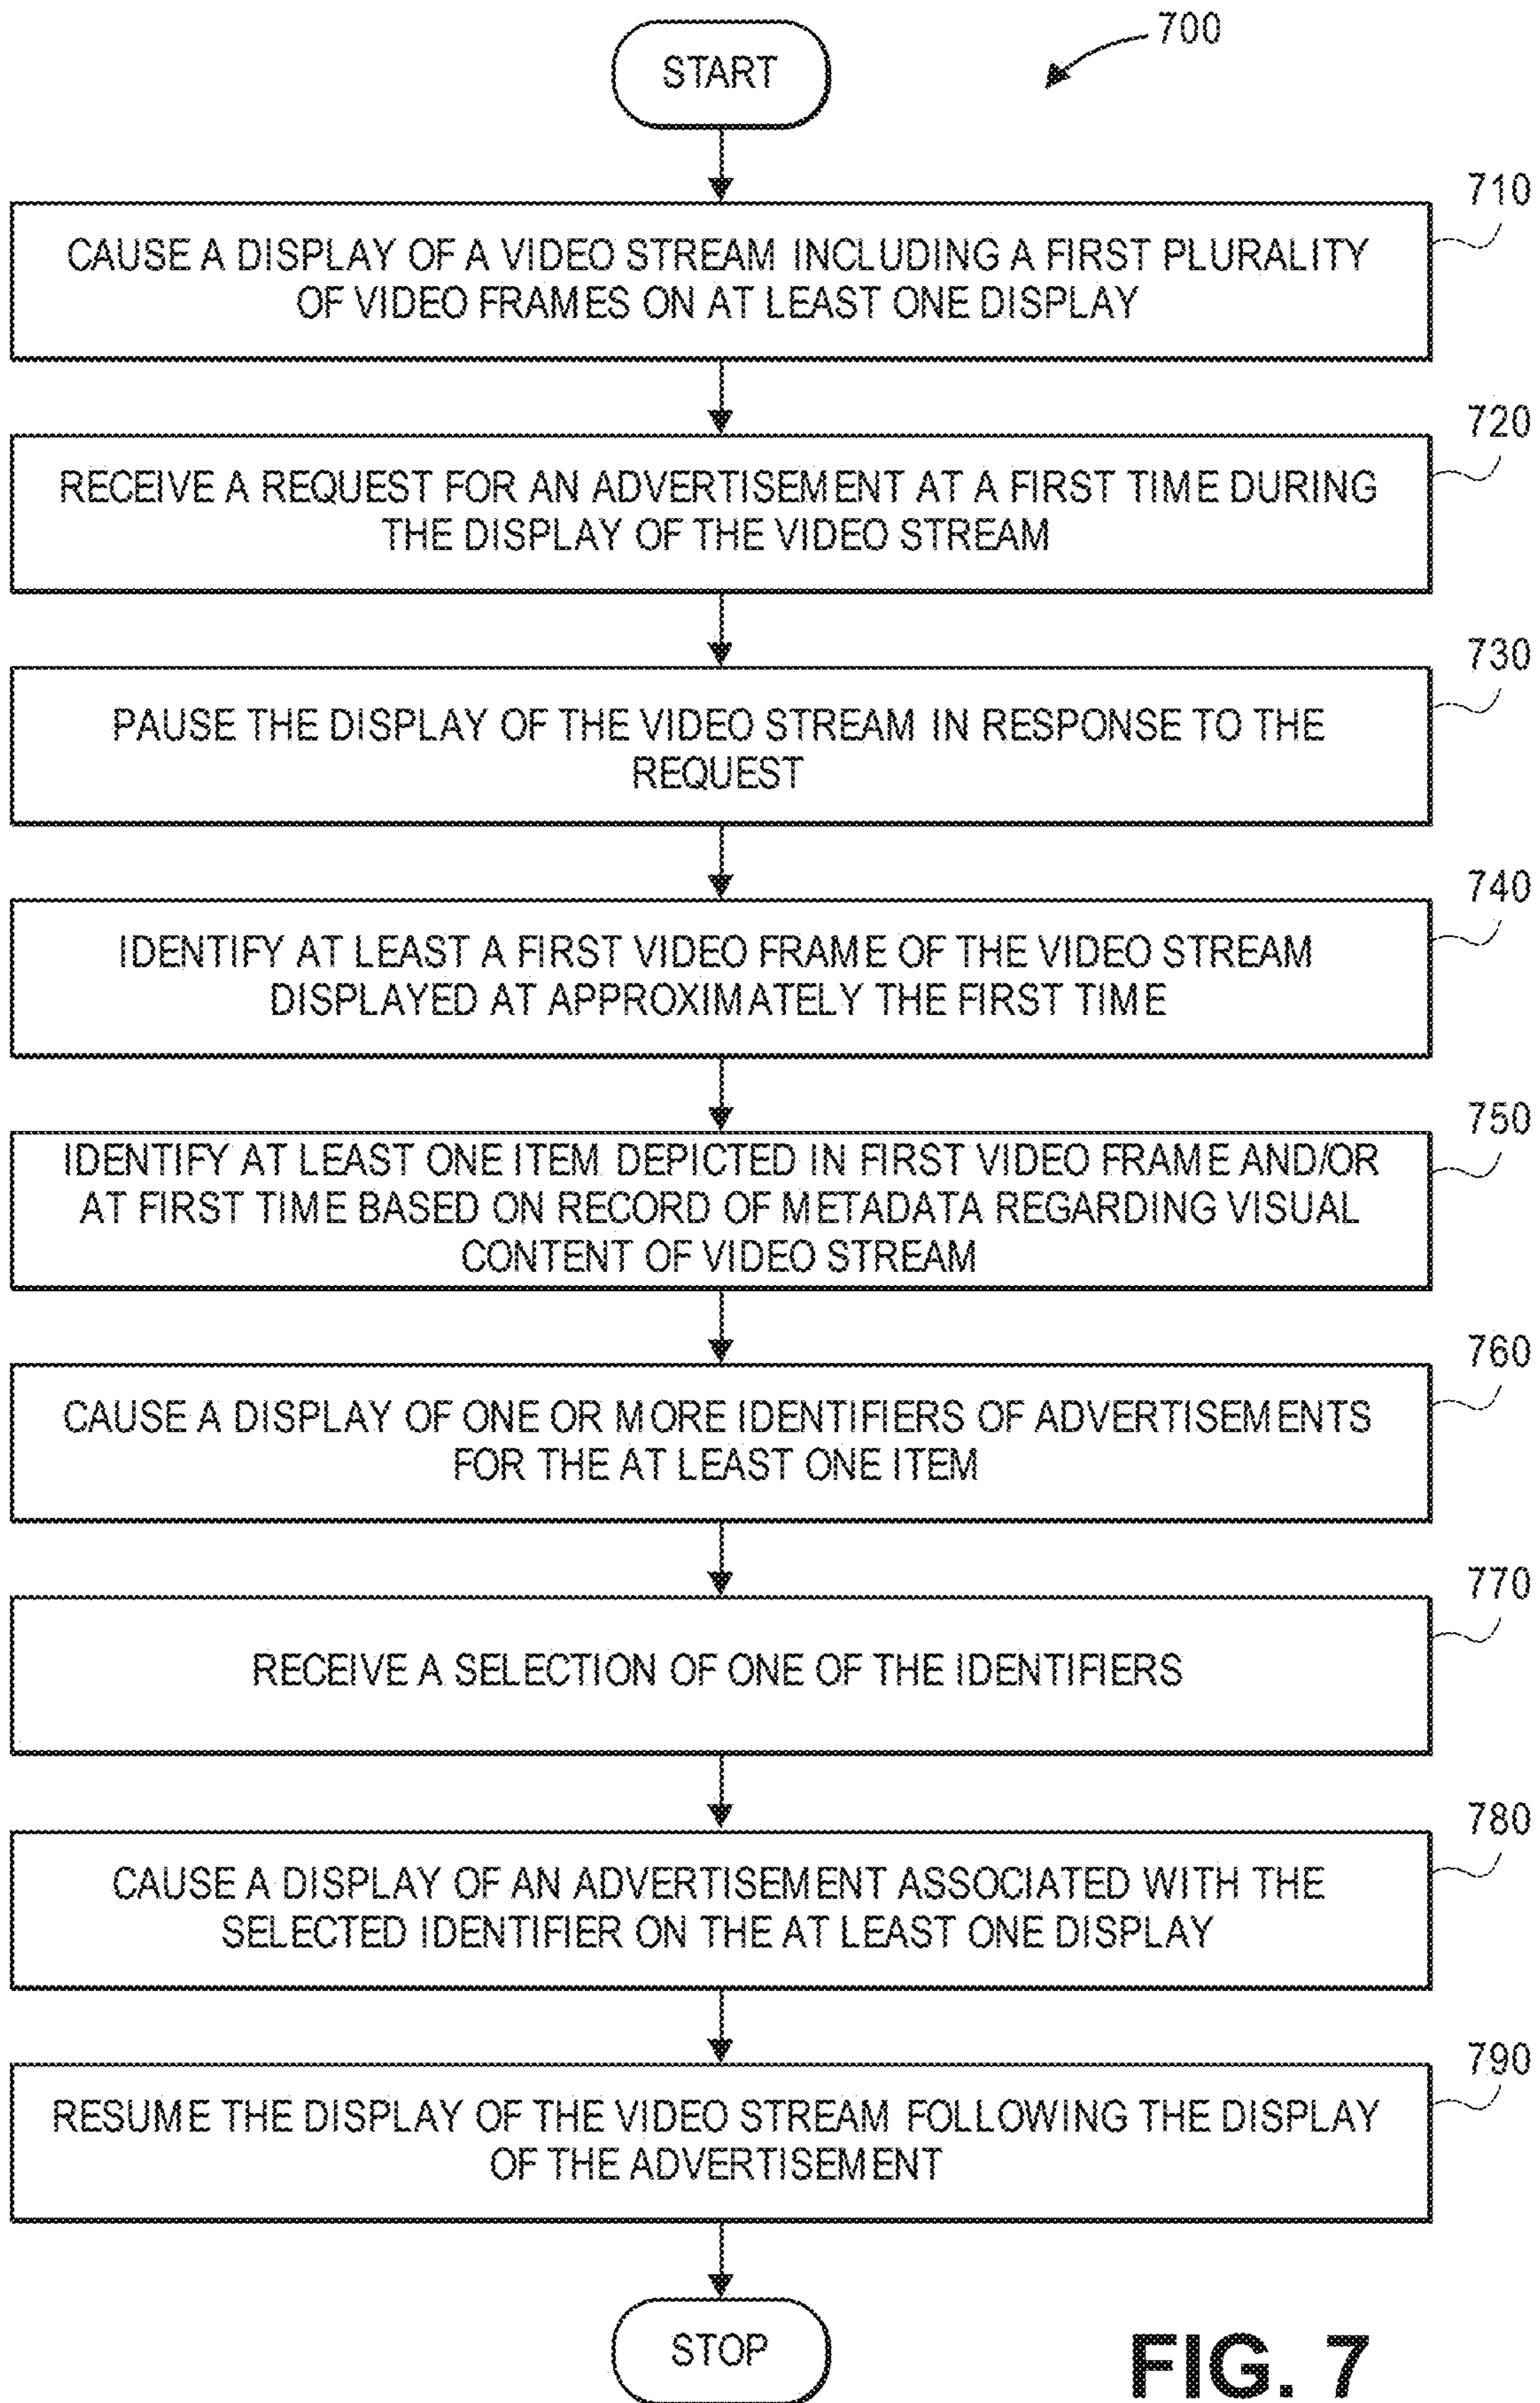 700
START
710
CAUSE A DISPLAY OF A VIDEO STREAM INCLUDING A FIRST PLURALITY
OF VIDEO FRAMES ON AT LEAST ONE DISPLAY
720
RECEIVE A REQUEST FOR AN ADVERTISEMENT AT A FIRST TIME DURING
THE DISPLAY OF THE VIDEO STREAM
730
PAUSE THE DISPLAY OF THE VIDEO STREAM IN RESPONSE TO THE
REQUEST
740
IDENTIFY AT LEAST A FIRST VIDEO FRAME OF THE VIDEO STREAM
DISPLAYED AT APPROXIMATELY THE FIRST TIME
750
IDENTIFY AT LEAST ONE ITEM DEPICTED IN FIRST VIDEO FRAME AND/OR
AT FIRST TIME BASED ON RECORD OF METADATA REGARDING VISUAL
CONTENT OF VIDEO STREAM
760
CAUSE A DISPLAY OF ONE OR MORE IDENTIFIERS OF ADVERTISEMENTS
FOR THE AT LEAST ONE ITEM
770
RECEIVE A SELECTION OF ONE OF THE IDENTIFIERS
780
CAUSE A DISPLAY OF AN ADVERTISEMENT ASSOCIATED WITH THE
SELECTED IDENTIFIER ON THE AT LEAST ONE DISPLAY
790
RESUME THE DISPLAY OF THE VIDEO STREAM FOLLOWING THE DISPLAY
OF THE ADVERTISEMENT
STOP
FIG. 7